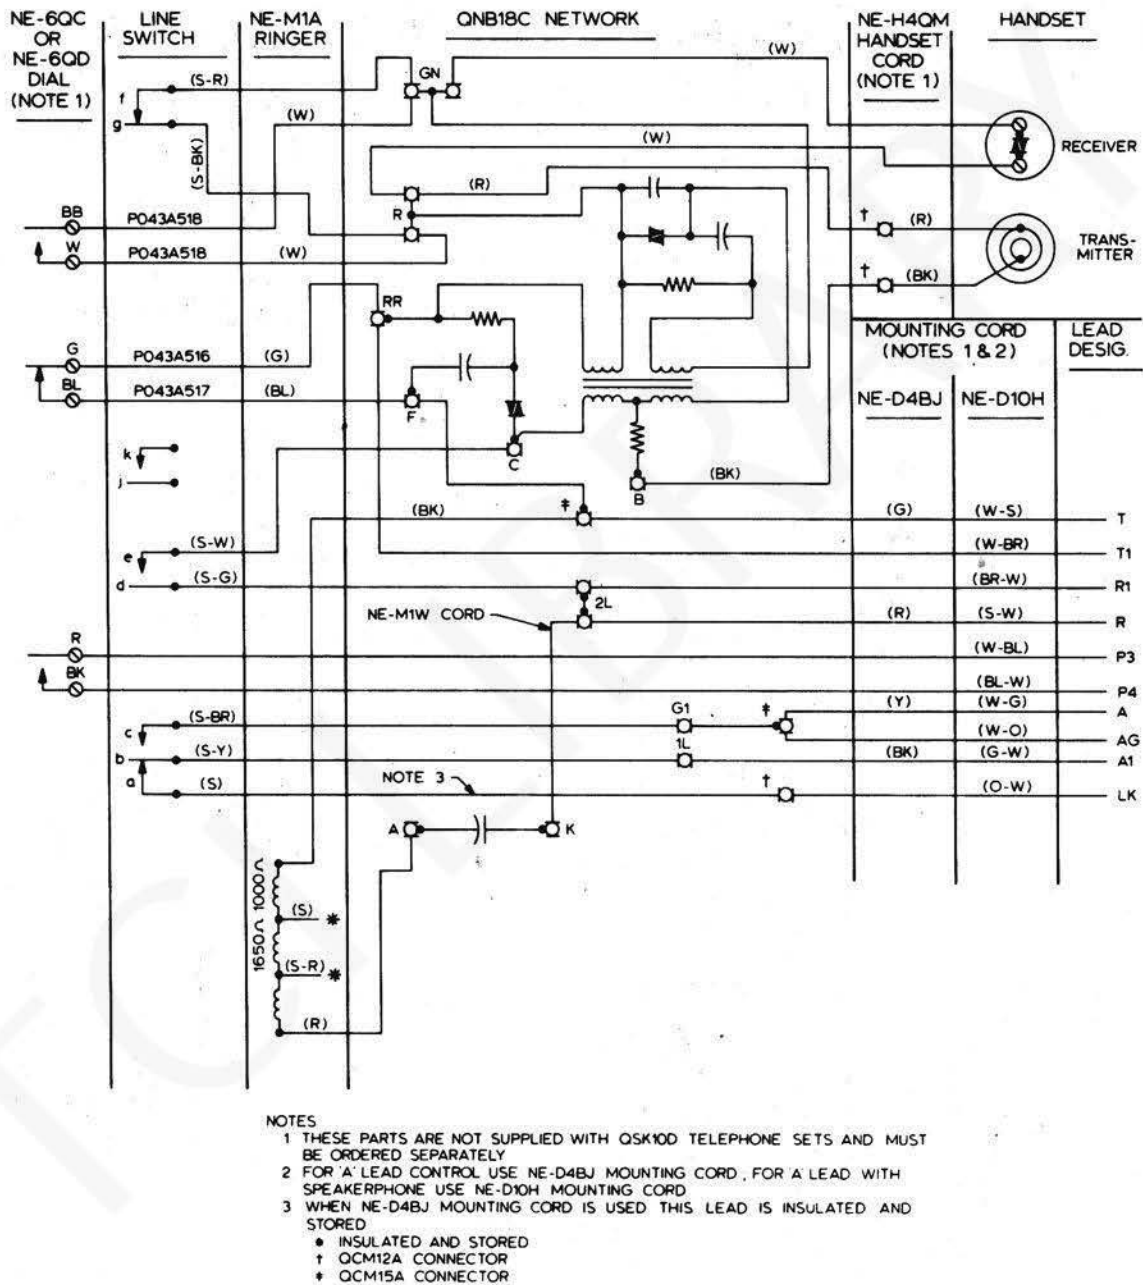 NE-6QC
OR
NE-6QD
DIAL
(NOTE 1)
LINE
SWITCH
NE-M1A
RINGER
QNB18C NETWORK
NE-H4QM
HANDSET
CORD
(NOTE 1)
HANDSET
(W)
GN
(S-R)
f
g
(W)
(S-BK)
(W)
RECEIVER
(R)
R
BB
P043A518
W
P043A518
(W)
†
(R)
TRANS-
MITTER
†
(BK)
RR
MOUNTING CORD
(NOTES 1 & 2)
LEAD
DESIG.
G
P043A516
(G)
BL
P043A517
(BL)
F
NE-D4BJ
NE-D10H
C
k
j
B
(BK)
(BK)
‡
(G)
(W-S)
T
(S-W)
e
(W-BR)
T1
d
(S-G)
(BR-W)
R1
2L
NE-M1W CORD
(R)
(S-W)
R
R
(W-BL)
P3
BK
(BL-W)
P4
(S-BR)
c
G1
‡
(Y)
(W-G)
A
(W-O)
AG
b
(S-Y)
1L
(BK)
(G-W)
A1
a
(S)
NOTE 3
†
(O-W)
LK
A
K
1650Ω 1000Ω
(S)
*
(S-R)
*
(R)
NOTES
1 THESE PARTS ARE NOT SUPPLIED WITH QSK10D TELEPHONE SETS AND MUST
BE ORDERED SEPARATELY
2 FOR 'A' LEAD CONTROL USE NE-D4BJ MOUNTING CORD, FOR A LEAD WITH
SPEAKERPHONE USE NE-D10H MOUNTING CORD
3 WHEN NE-D4BJ MOUNTING CORD IS USED THIS LEAD IS INSULATED AND
STORED
* INSULATED AND STORED
† QCM12A CONNECTOR
‡ QCM15A CONNECTOR
TCI LIBRARY